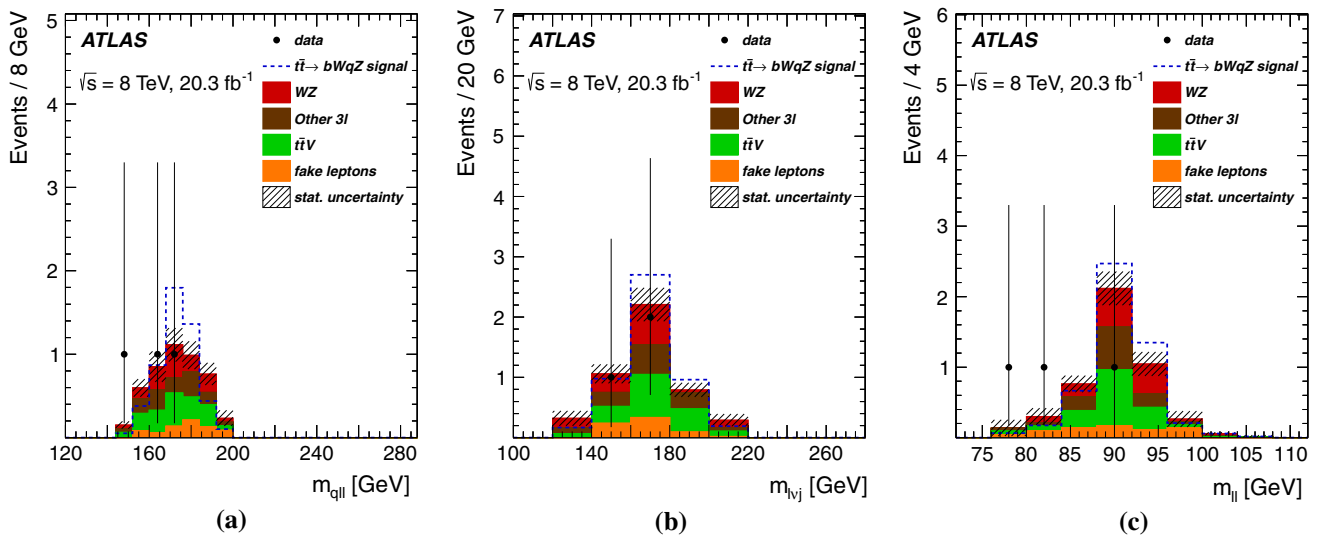 Events / 8 GeV
5
4
3
2
1
ATLAS
√s = 8 TeV, 20.3 fb-1
data
tt̄→ bWqZ signal
WZ
Other 3l
tt̄V
fake leptons
stat. uncertainty
120 160 200 240 280
mqll [GeV]
(a)
Events / 20 GeV
7
6
5
4
3
2
1
0
ATLAS
√s = 8 TeV, 20.3 fb-1
data
tt̄→ bWqZ signal
WZ
Other 3l
tt̄V
fake leptons
stat. uncertainty
100 140 180 220 260
mlνj [GeV]
(b)
Events / 4 GeV
6
5
4
3
2
1
0
ATLAS
√s = 8 TeV, 20.3 fb-1
data
tt̄→ bWqZ signal
WZ
Other 3l
tt̄V
fake leptons
stat. uncertainty
75 80 85 90 95 100 105 110
mll [GeV]
(c)